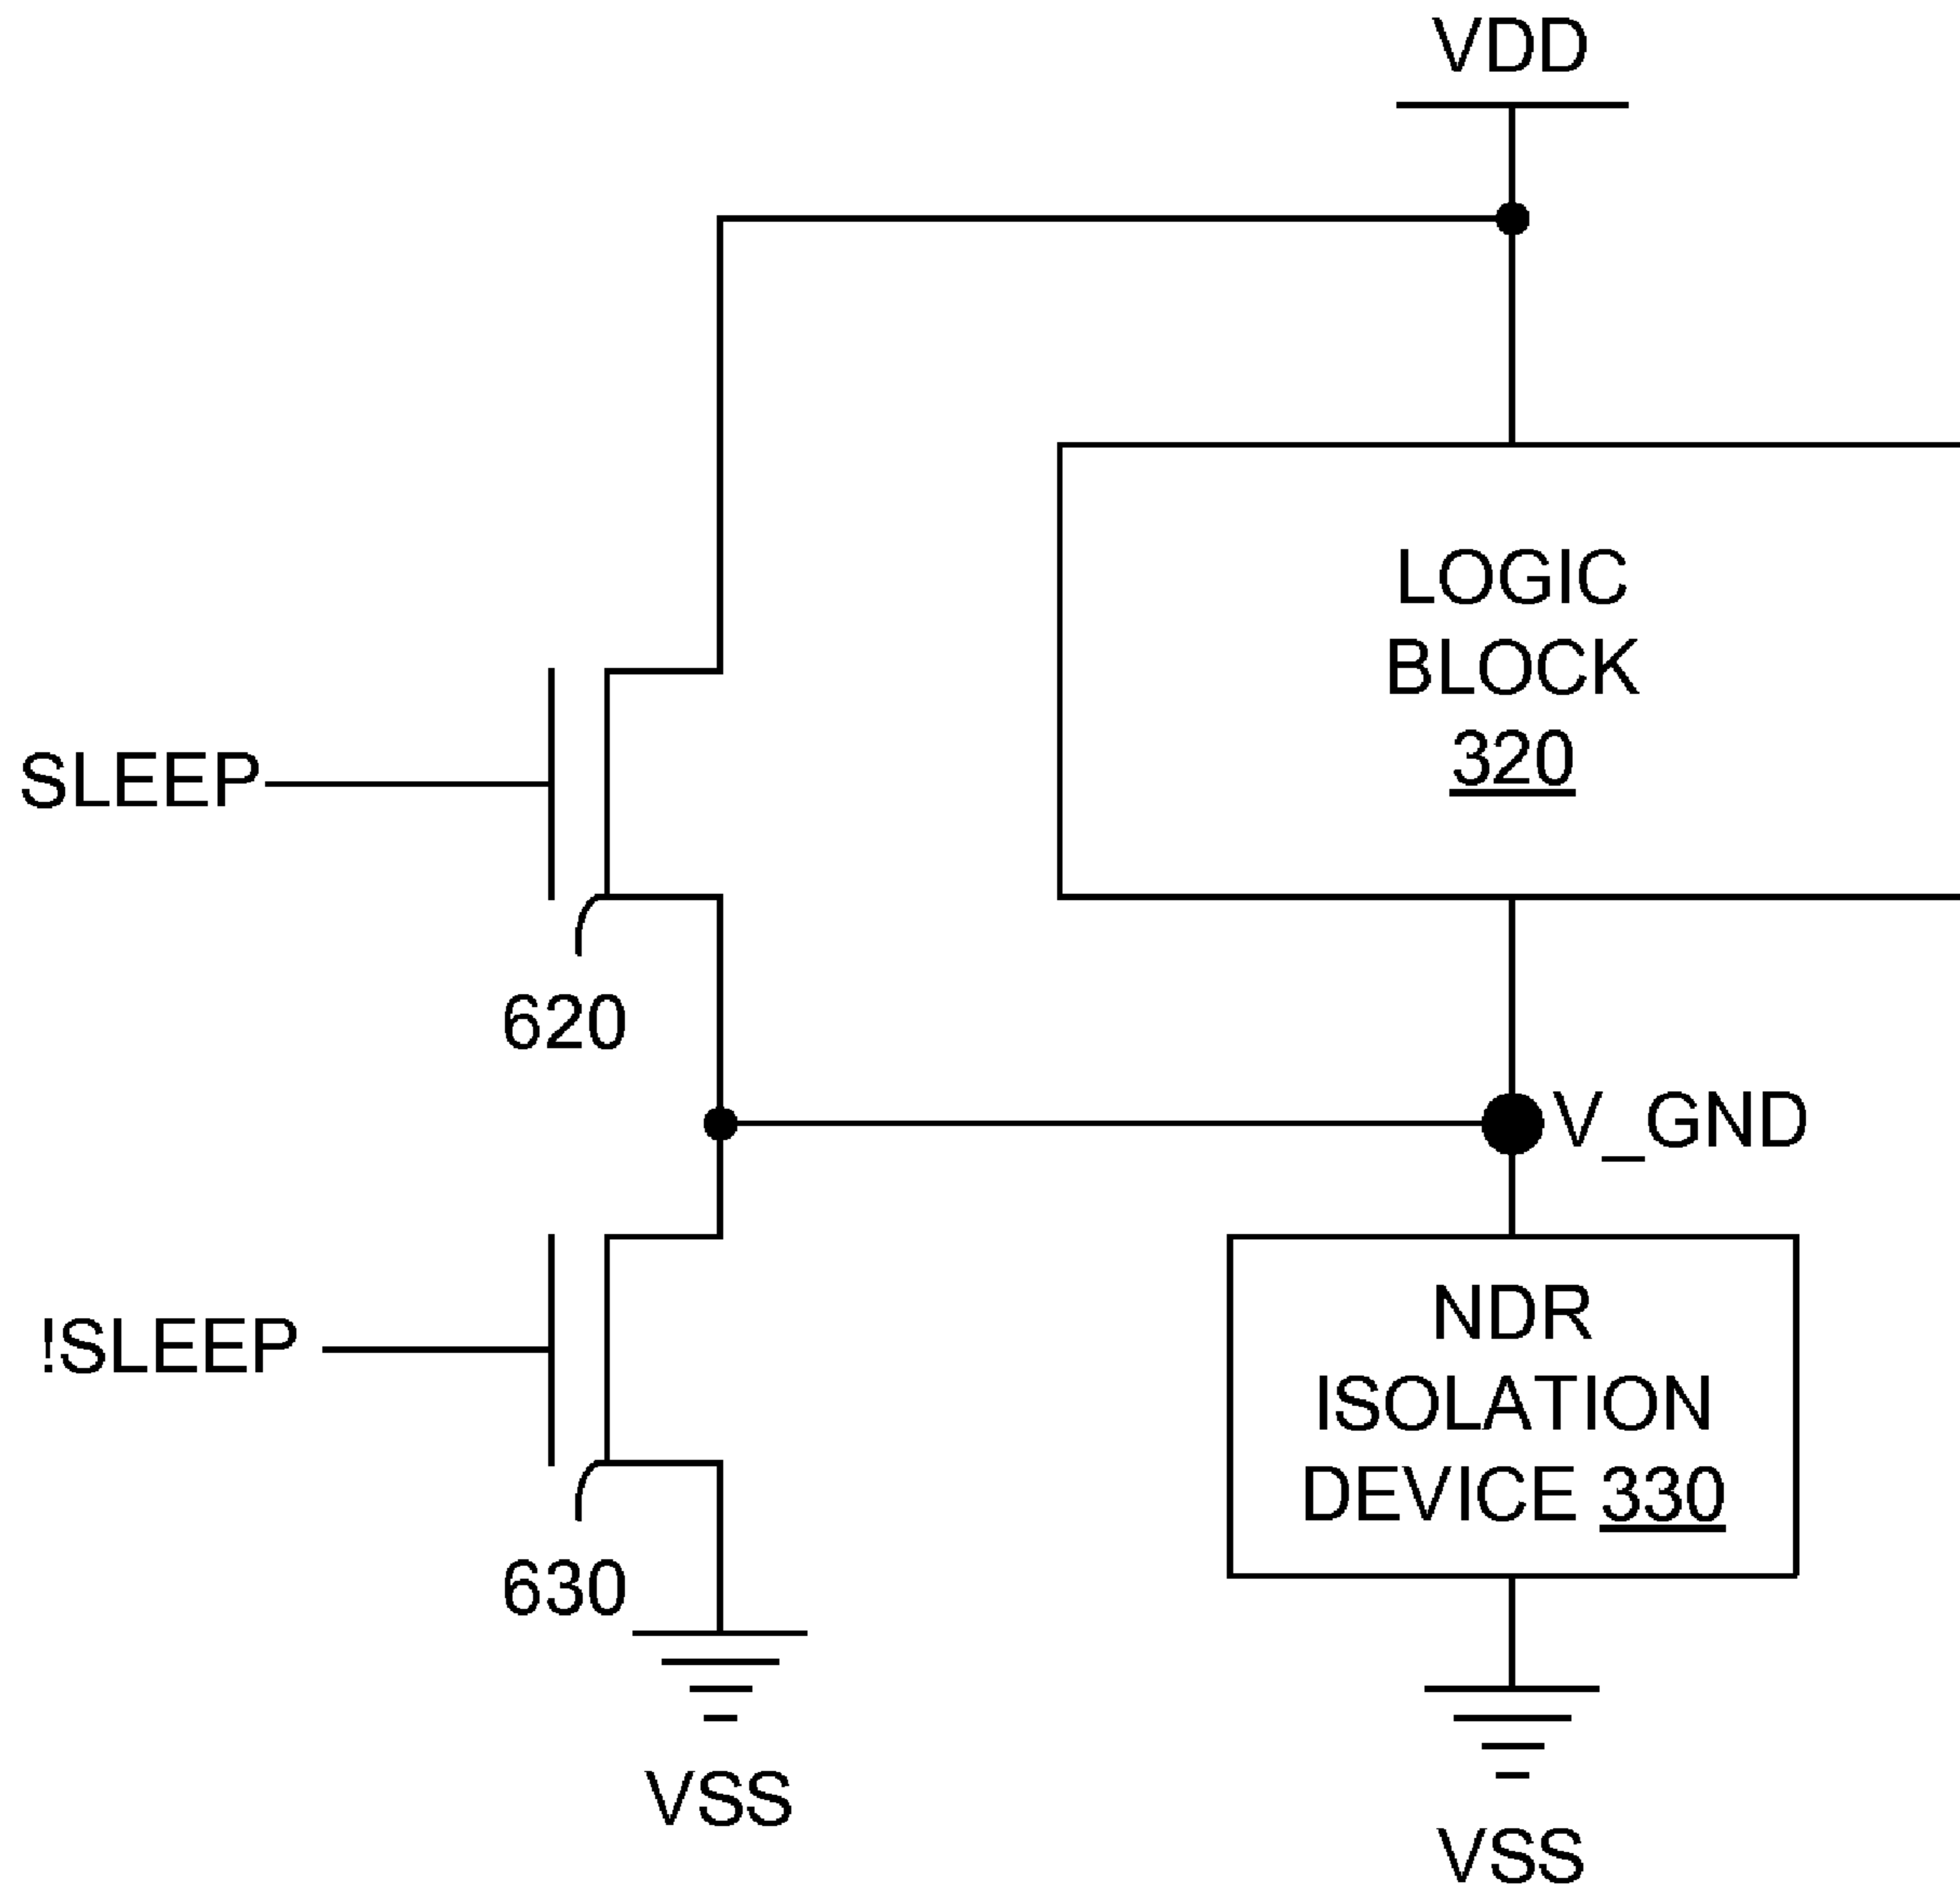 VDD
LOGIC
BLOCK
320
SLEEP
620
V_GND
NDR
ISOLATION
DEVICE 330
!SLEEP
630
VSS
VSS